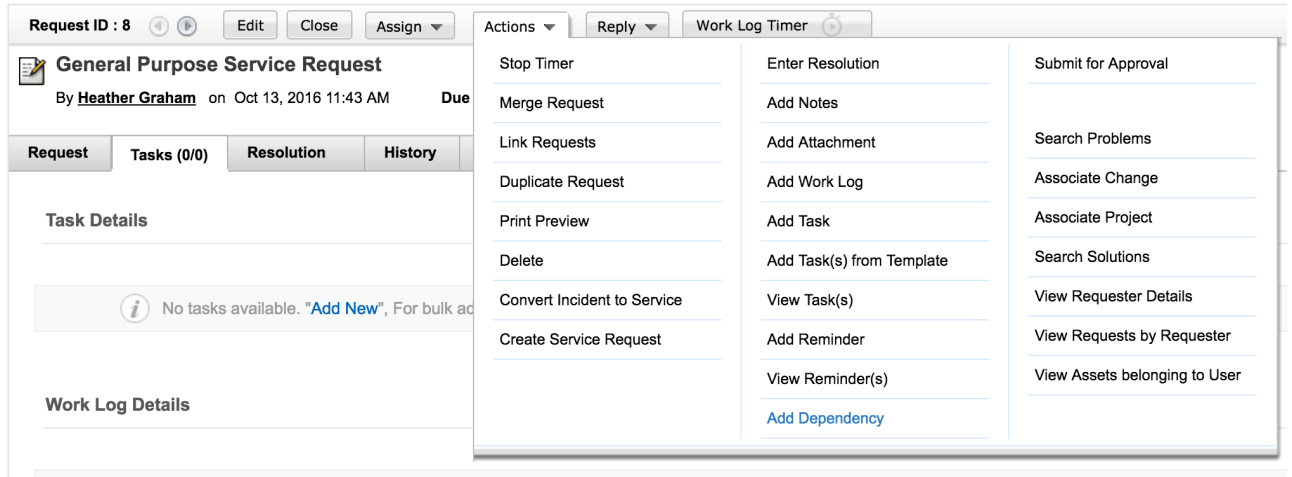 Request ID : 8 Edit Close Assign Actions Reply Work Log Timer
General Purpose Service Request
By Heather Graham on Oct 13, 2016 11:43 AM Due
Request Tasks (0/0) Resolution History
Task Details
No tasks available. "Add New", For bulk ad
Work Log Details
Stop Timer
Merge Request
Link Requests
Duplicate Request
Print Preview
Delete
Convert Incident to Service
Create Service Request
Enter Resolution
Add Notes
Add Attachment
Add Work Log
Add Task
Add Task(s) from Template
View Task(s)
Add Reminder
View Reminder(s)
Add Dependency
Submit for Approval
Search Problems
Associate Change
Associate Project
Search Solutions
View Requester Details
View Requests by Requester
View Assets belonging to User